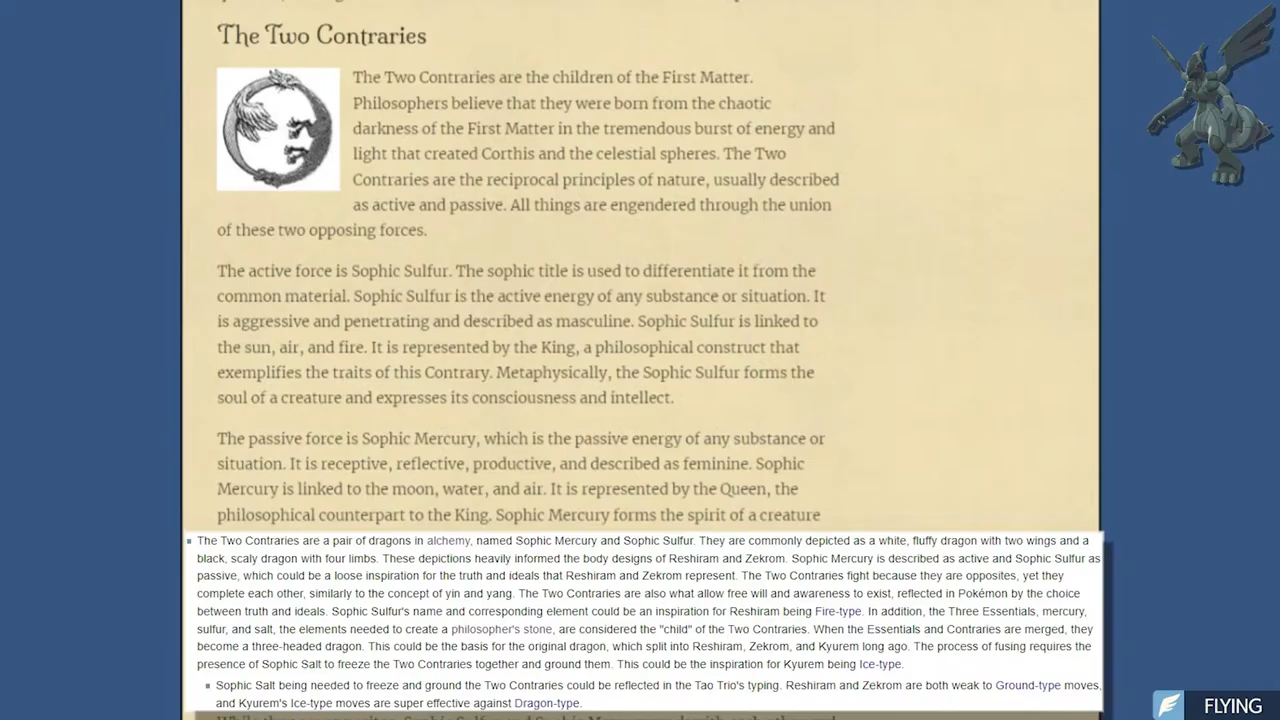 The Two Contraries
The Two Contraries are the children of the First Matter.
Philosophers believe that they were born from the chaotic
darkness of the First Matter in the tremendous burst of energy and
light that created Corthis and the celestial spheres. The Two
Contraries are the reciprocal principles of nature, usually described
as active and passive. All things are engendered through the union
of these two opposing forces.
The active force is Sophic Sulfur. The sophic title is used to differentiate it from the
common material. Sophic Sulfur is the active energy of any substance or situation. It
is aggressive and penetrating and described as masculine. Sophic Sulfur is linked to
the sun, air, and fire. It is represented by the King, a philosophical construct that
exemplifies the traits of this Contrary. Metaphysically, the Sophic Sulfur forms the
soul of a creature and expresses its consciousness and intellect.
The passive force is Sophic Mercury, which is the passive energy of any substance or
situation. It is receptive, reflective, productive, and described as feminine. Sophic
Mercury is linked to the moon, water, and air. It is represented by the Queen, the
philosophical counterpart to the King. Sophic Mercury forms the spirit of a creature
The Two Contraries are a pair of dragons in alchemy, named Sophic Mercury and Sophic Sulfur. They are commonly depicted as a white, fluffy dragon with two wings and a
black, scaly dragon with four limbs. These depictions heavily informed the body designs of Reshiram and Zekrom. Sophic Mercury is described as active and Sophic Sulfur as
passive, which could be a loose inspiration for the truth and ideals that Reshiram and Zekrom represent. The Two Contraries fight because they are opposites, yet they
complete each other, similarly to the concept of yin and yang. The Two Contraries are also what allow free will and awareness to exist, reflected in Pokémon by the choice
between truth and ideals. Sophic Sulfur's name and corresponding element could be an inspiration for Reshiram being Fire-type. In addition, the Three Essentials, mercury,
sulfur, and salt, the elements needed to create a philosopher's stone, are considered the "child" of the Two Contraries. When the Essentials and Contraries are merged, they
become a three-headed dragon. This could be the basis for the original dragon, which split into Reshiram, Zekrom, and Kyurem long ago. The process of fusing requires the
presence of Sophic Salt to freeze the Two Contraries together and ground them. This could be the inspiration for Kyurem being Ice-type.
Sophic Salt being needed to freeze and ground the Two Contraries could be reflected in the Tao Trio's typing. Reshiram and Zekrom are both weak to Ground-type moves,
and Kyurem's Ice-type moves are super effective against Dragon-type.
FLYING